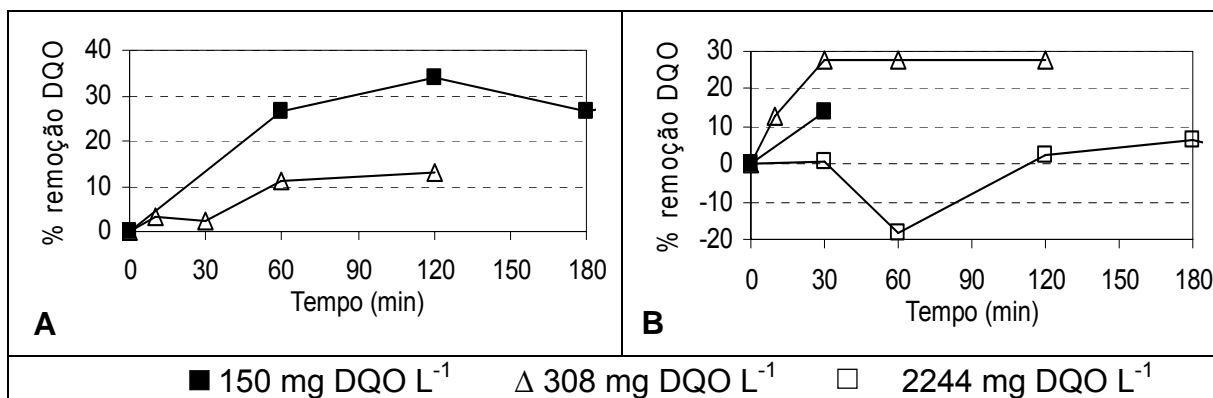 40
30
20
10
0
% remoção DQO
0 30 60 90 120 150 180
Tempo (min)
A
30
20
10
0
-10
-20
% remoção DQO
0 30 60 90 120 150 180
Tempo (min)
B
■ 150 mg DQO L⁻¹ △ 308 mg DQO L⁻¹ □ 2244 mg DQO L⁻¹